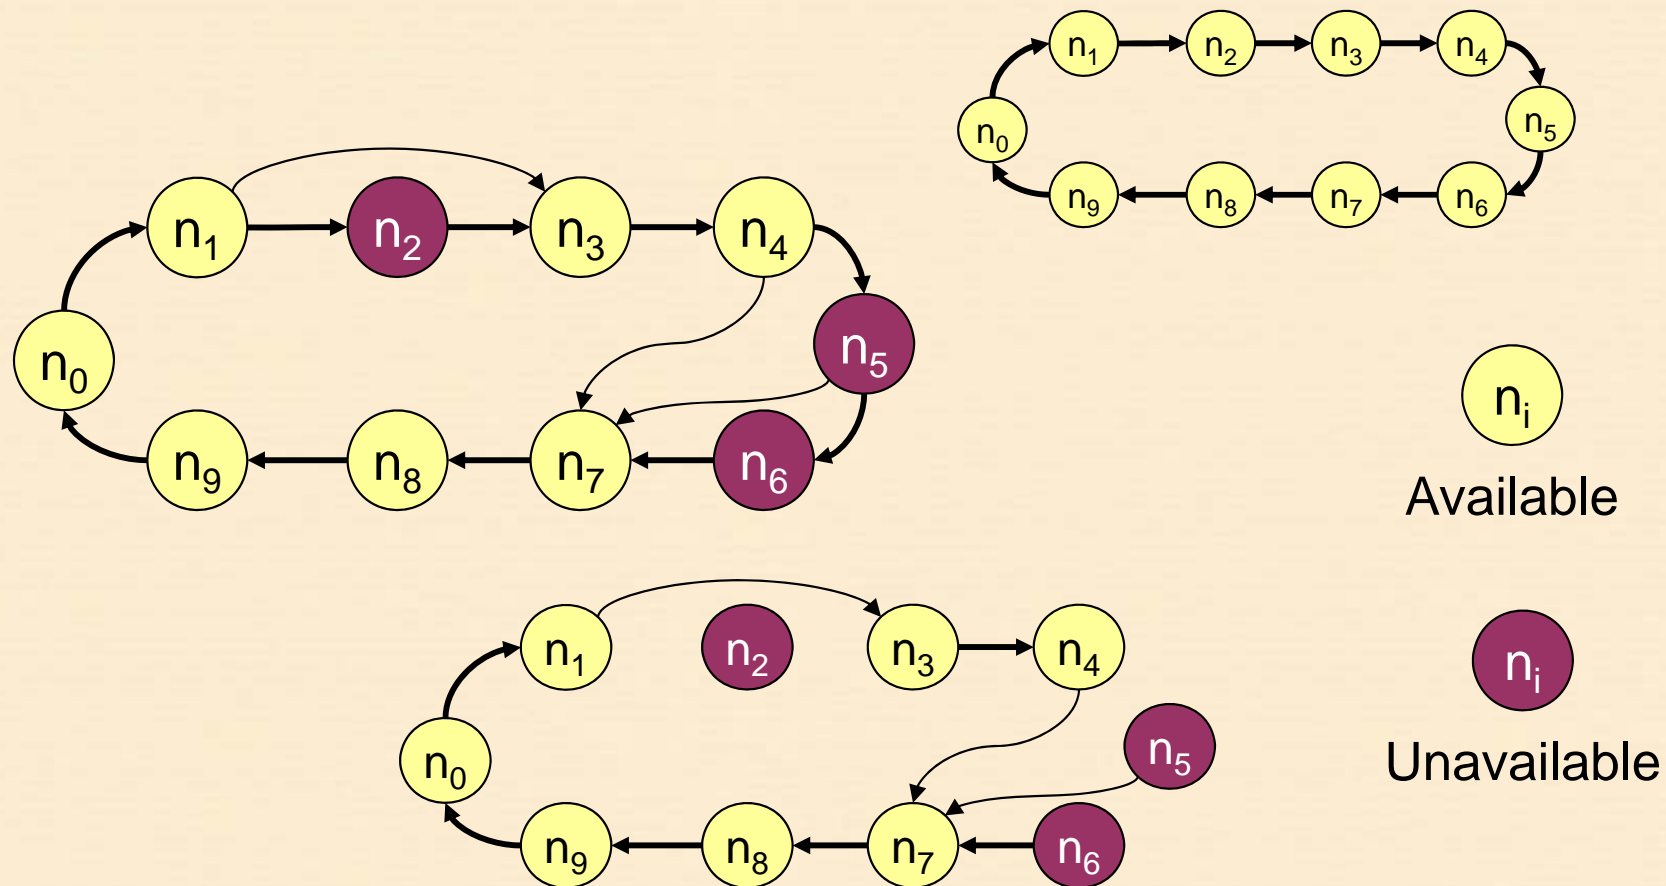 n₁ n₂ n₃ n₄
n₀ n₅
n₉ n₈ n₇ n₆
n₁ n₂ n₃ n₄
n₀ n₅
n₉ n₈ n₇ n₆
nᵢ
Available
n₁ n₂ n₃ n₄
n₀ n₅
n₉ n₈ n₇ n₆
nᵢ
Unavailable